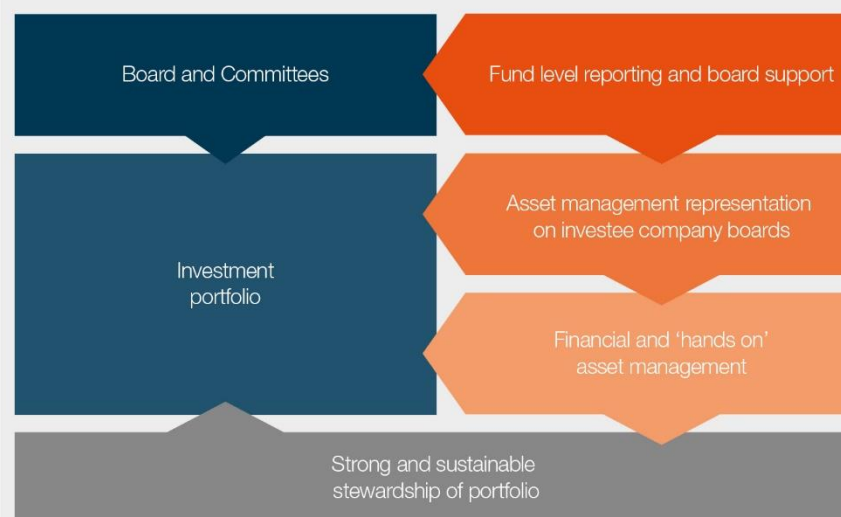 Board and Committees
Fund level reporting and board support
Asset management representation
on investee company boards
Investment
portfolio
Financial and ‘hands on’
asset management
Strong and sustainable
stewardship of portfolio